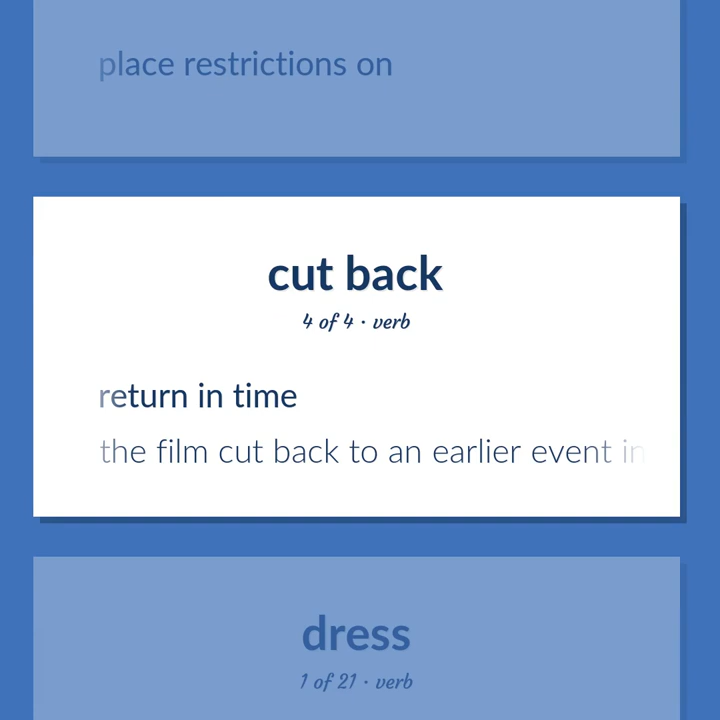 place restrictions on
cut back
4 of 4 · verb
return in time
the film cut back to an earlier event in
dress
1 of 21 · verb